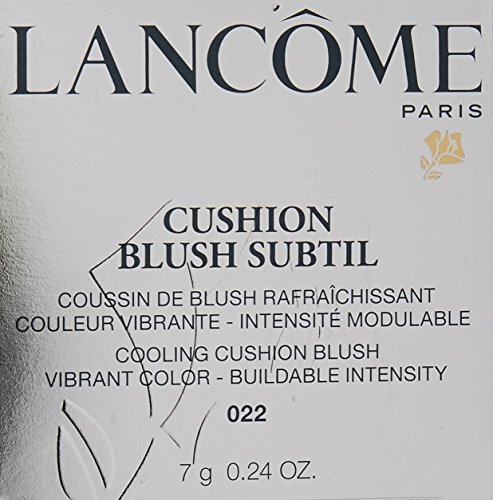 LANCÔME
PARIS
CUSHION
BLUSH SUBTIL
COUSSIN DE BLUSH RAFRAÎCHISSANT
COULEUR VIBRANTE - INTENSITÉ MODULABLE
COOLING CUSHION BLUSH
VIBRANT COLOR - BUILDABLE INTENSITY
022
7 g 0.24 OZ.